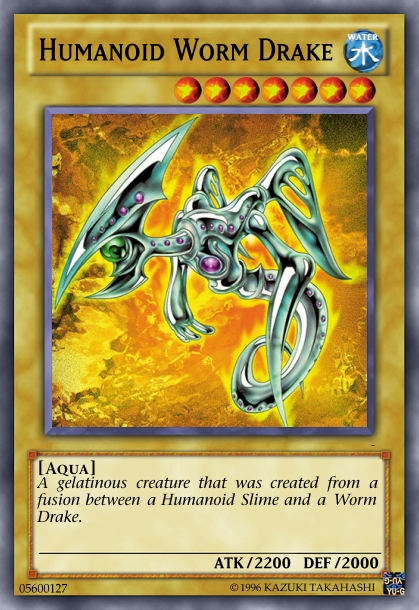 HUMANOID WORM DRAKE
WATER
水
-
[AQUA]
A gelatinous creature that was created from a
fusion between a Humanoid Slime and a Worm
Drake.
ATK/2200 DEF/2000
05600127
©1996 KAZUKI TAKAHASHI